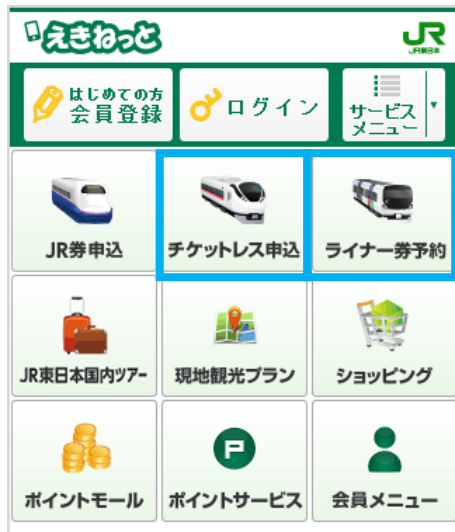 えきねっと
JR
JR東日本
はじめての方
会員登録
ログイン
サービス
メニュー
JR券申込
チケットレス申込
ライナー券予約
JR東日本国内ツアー
現地観光プラン
ショッピング
P
ポイントモール
ポイントサービス
会員メニュー